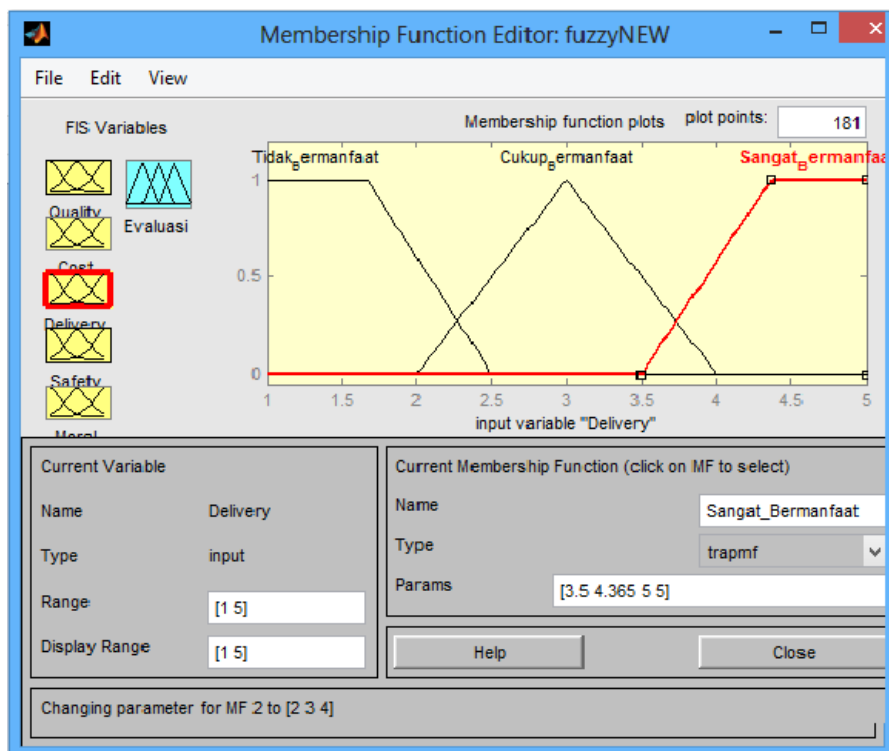 Membership Function Editor: fuzzyNEW
File Edit View
FIS Variables
Membership function plots plot points: 181
Quality
Evaluasi
Cost
Delivery
Safety
Moral
Tidak_Bermanfaat Cukup_Bermanfaat Sangat_Bermanfaa
1
0.5
0
1 1.5 2 2.5 3 3.5 4 4.5 5
input variable "Delivery"
Current Variable
Name Delivery
Type input
Range [1 5]
Display Range [1 5]
Current Membership Function (click on MF to select)
Name Sangat_Bermanfaat
Type trapmf
Params [3.5 4.365 5 5]
Help Close
Changing parameter for MF 2 to [2 3 4]